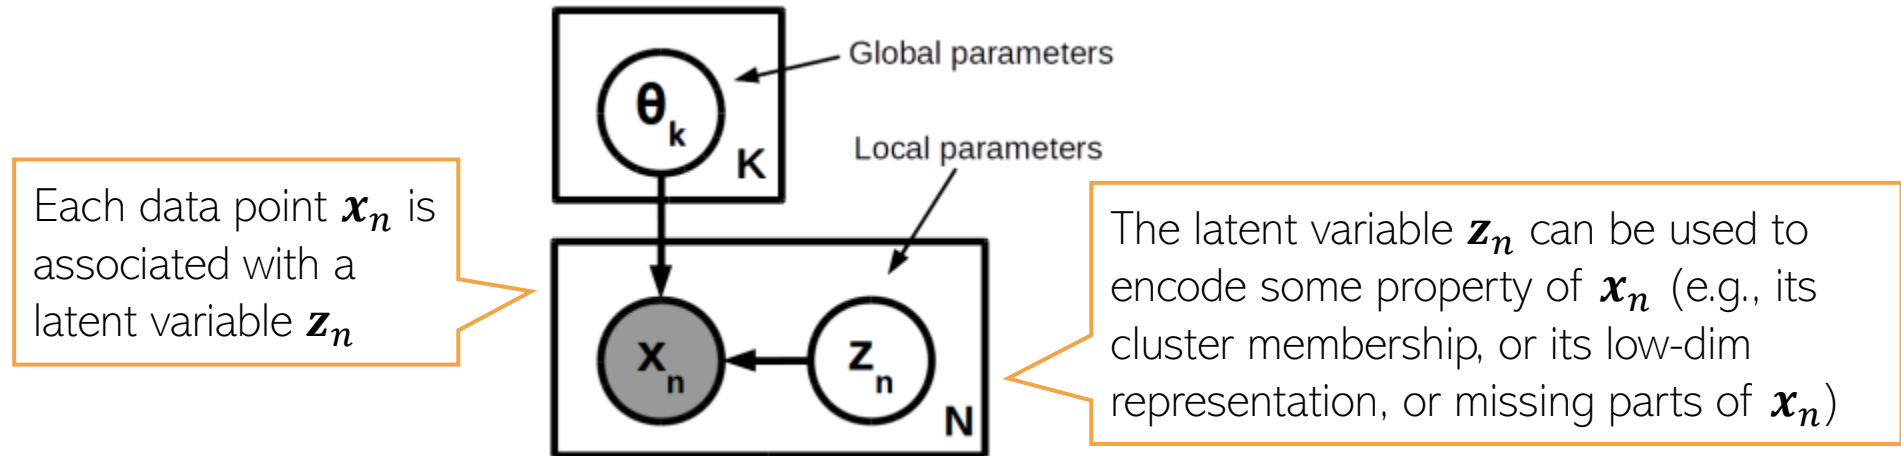 Global parameters
θk
K
Local parameters
Each data point xn is
associated with a
latent variable zn
xn
zn
N
The latent variable zn can be used to
encode some property of xn (e.g., its
cluster membership, or its low-dim
representation, or missing parts of xn)